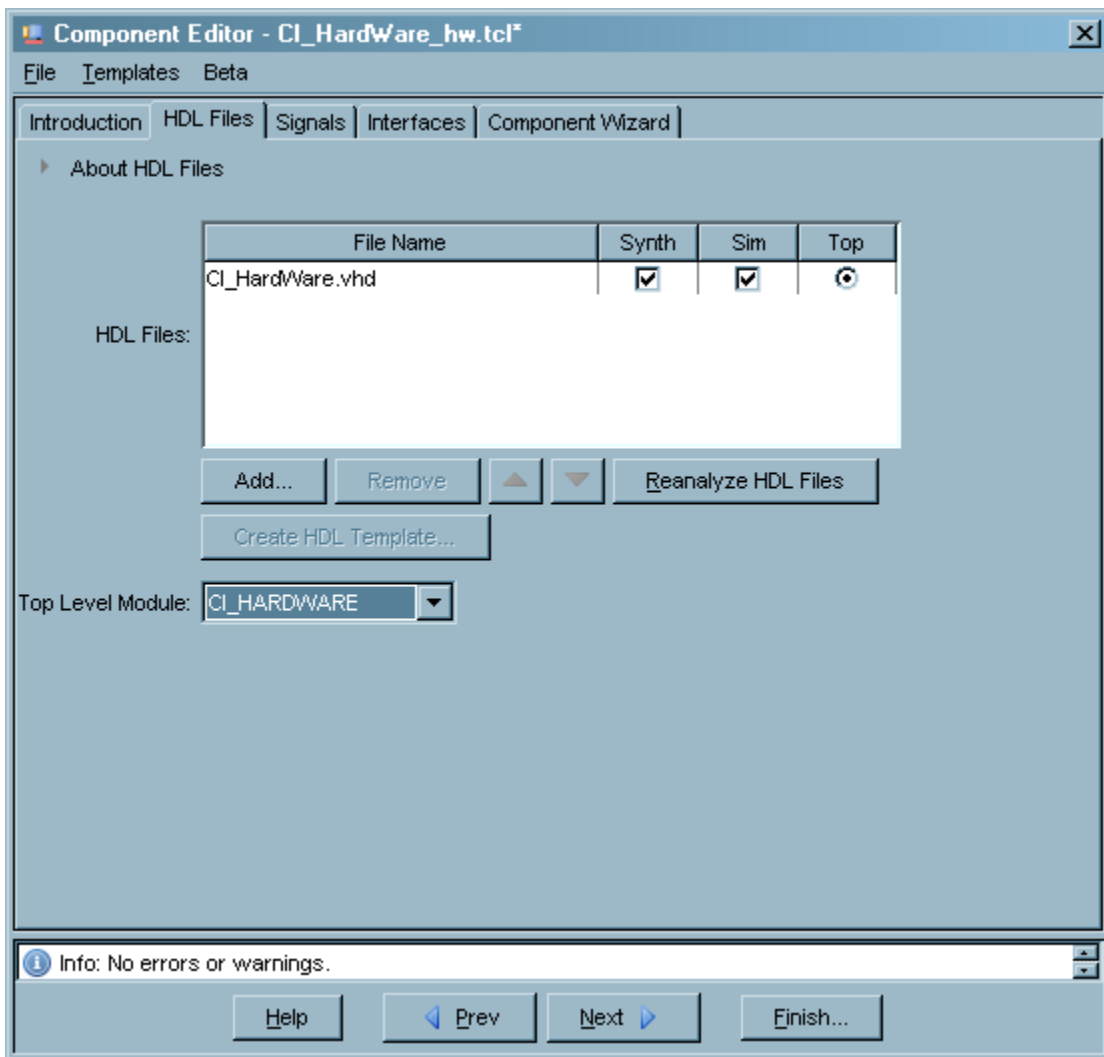 Component Editor - CI_HardWare_hw.tcl*
File Templates Beta
Introduction HDL Files Signals Interfaces Component Wizard
About HDL Files
File Name Synth Sim Top
CI_HardWare.vhd
HDL Files:
Add... Remove Reanalyze HDL Files
Create HDL Template...
Top Level Module: CI_HARDWARE
Info: No errors or warnings.
Help Prev Next Finish...